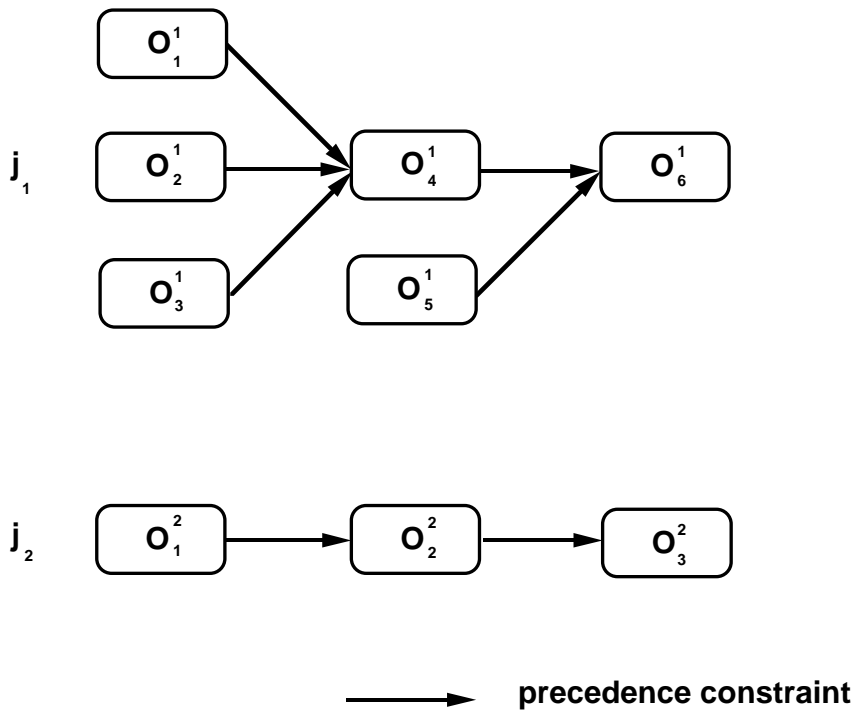 O₁¹
j₁ O₂¹ O₄¹ O₆¹
O₃¹ O₅¹
j₂ O₁² O₂² O₃²
precedence constraint